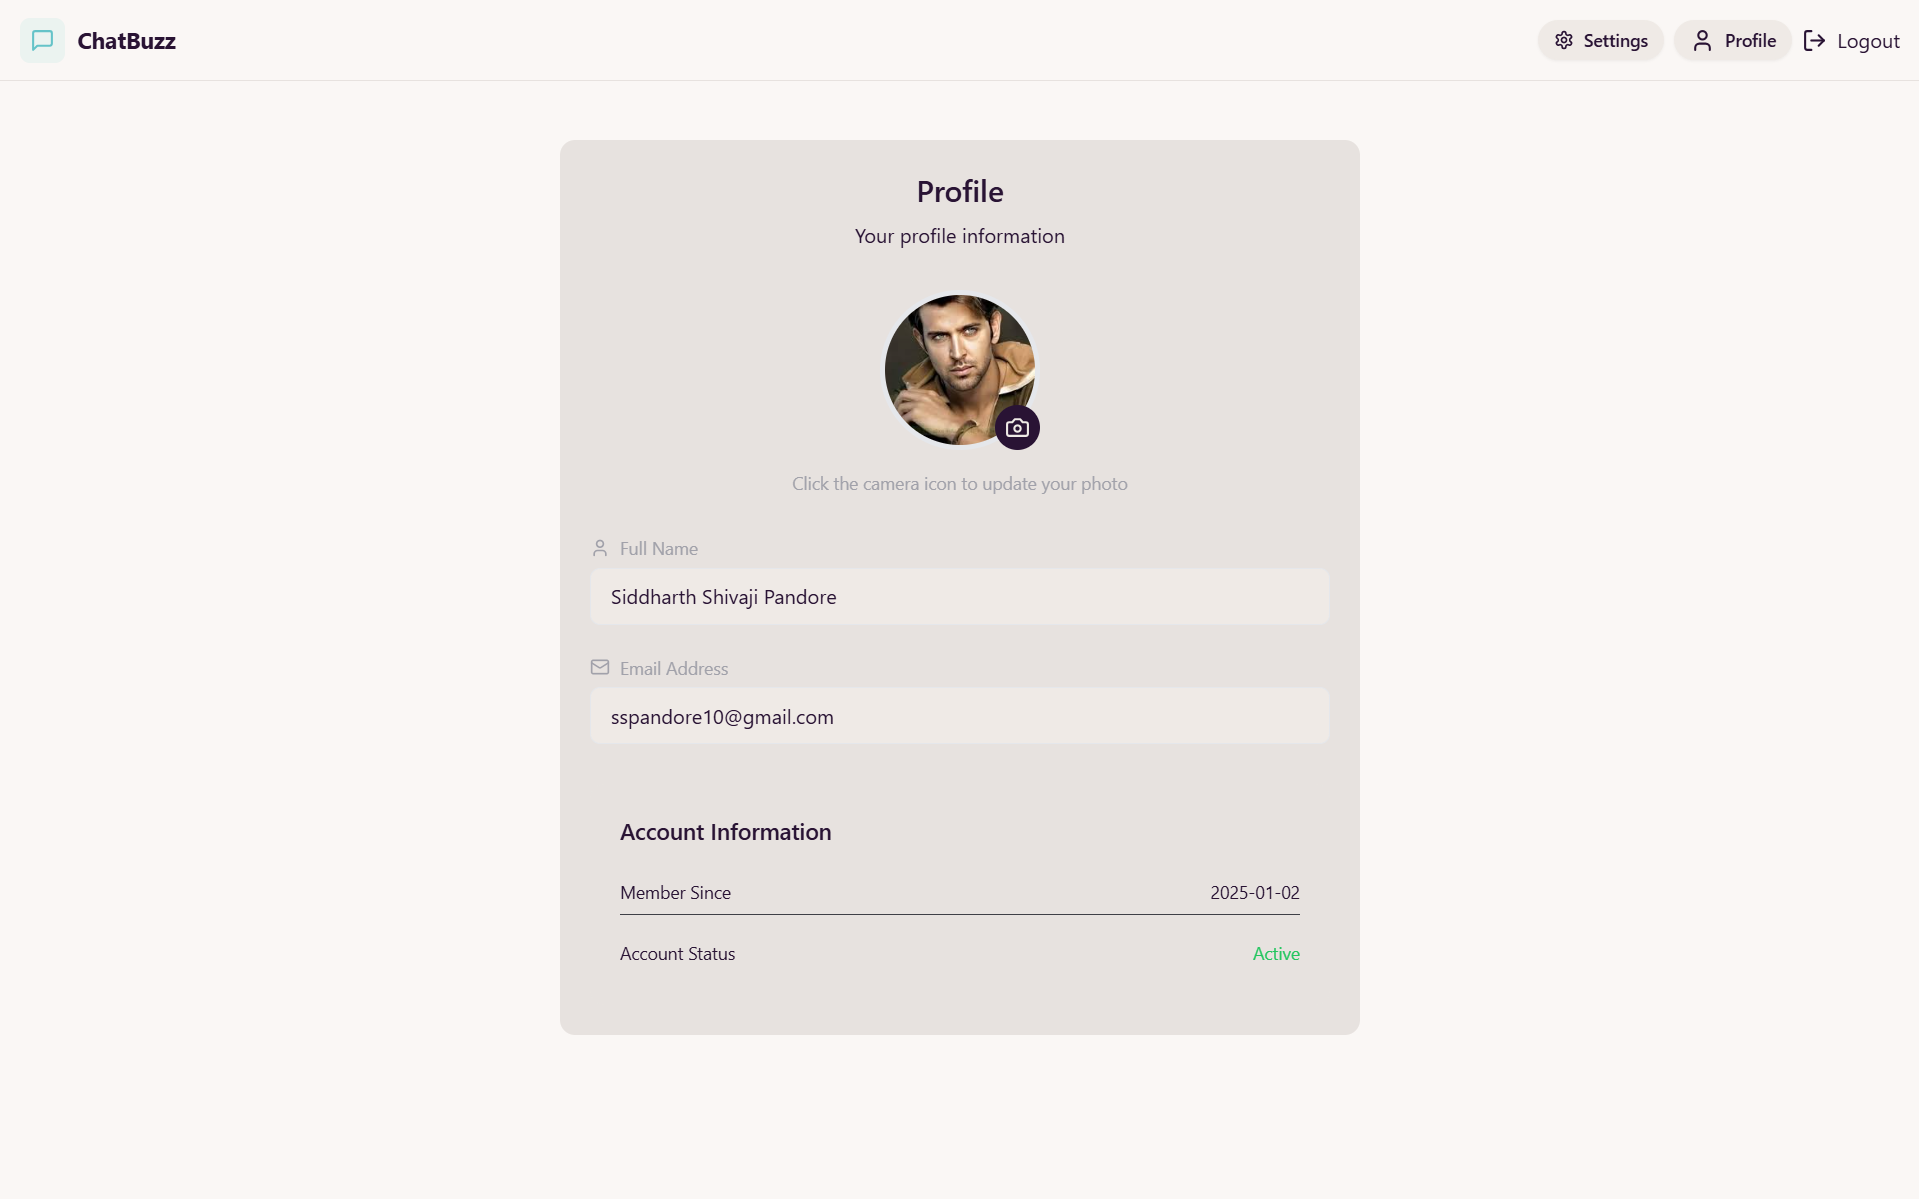 ChatBuzz
Settings
Profile
Logout
Profile
Your profile information
Click the camera icon to update your photo
Full Name
Siddharth Shivaji Pandore
Email Address
sspandore10@gmail.com
Account Information
Member Since
2025-01-02
Account Status
Active